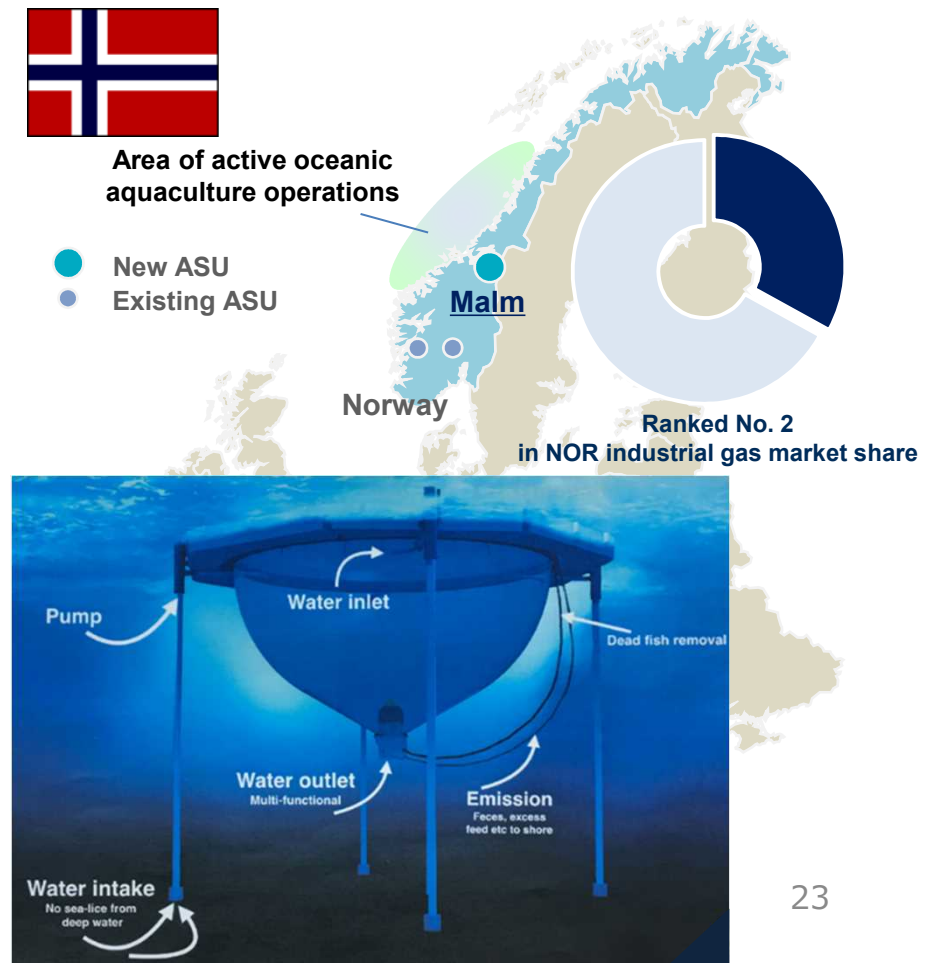 Area of active oceanic
aquaculture operations
New ASU
Existing ASU
Malm
Norway
Ranked No. 2
in NOR industrial gas market share
Pump
Water inlet
Dead fish removal
Water outlet
Multi-functional
Emission
Feces, excess
feed etc to shore
Water intake
No sea-lice from
deep water
23